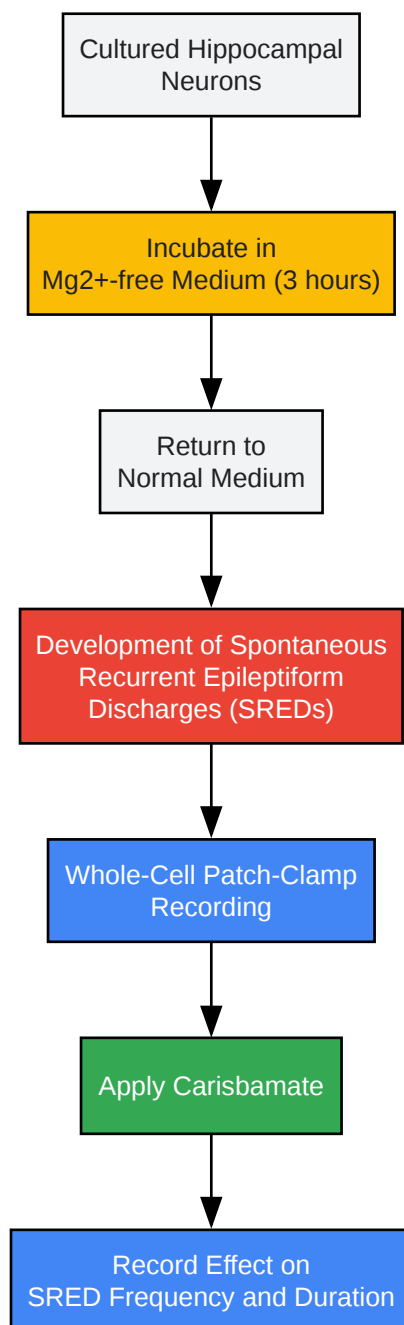 Cultured Hippocampal
Neurons
Incubate in
Mg2+-free Medium (3 hours)
Return to
Normal Medium
Development of Spontaneous
Recurrent Epileptiform
Discharges (SREDs)
Whole-Cell Patch-Clamp
Recording
Apply Carisbamate
Record Effect on
SRED Frequency and Duration